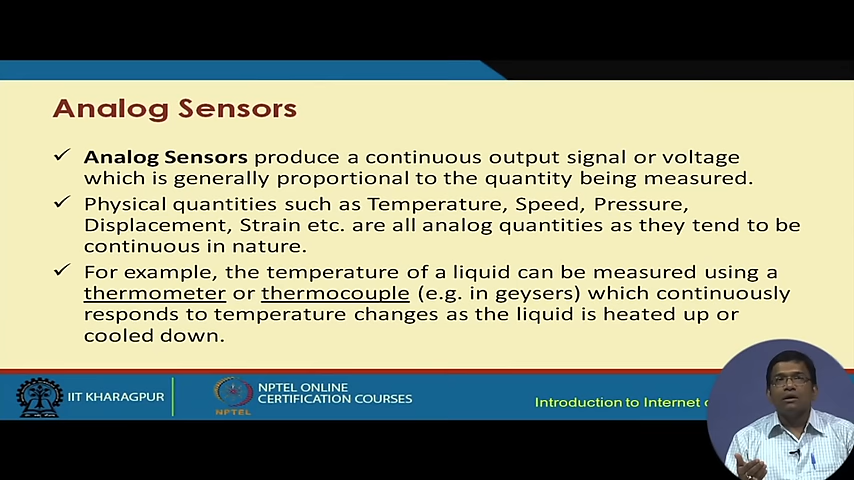 Analog Sensors
✓ Analog Sensors produce a continuous output signal or voltage
which is generally proportional to the quantity being measured.
✓ Physical quantities such as Temperature, Speed, Pressure,
Displacement, Strain etc. are all analog quantities as they tend to be
continuous in nature.
✓ For example, the temperature of a liquid can be measured using a
thermometer or thermocouple (e.g. in geysers) which continuously
responds to temperature changes as the liquid is heated up or
cooled down.
IIT KHARAGPUR
NPTEL
NPTEL ONLINE
CERTIFICATION COURSES
Introduction to Internet